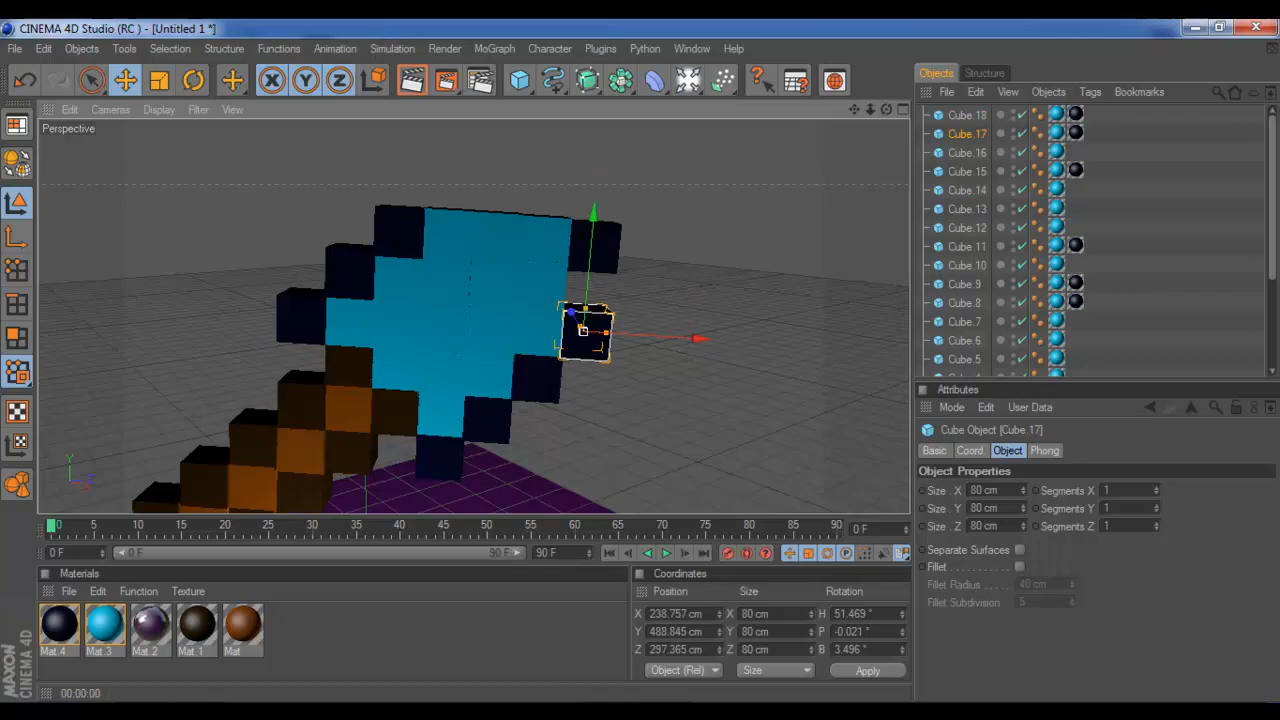 CINEMA 4D Studio (RC ) - [Untitled 1 *]
File Edit Objects Tools Selection Structure Functions Animation Simulation Render MoGraph Character Plugins Python Window Help
X Y Z
Objects Structure
File Edit View Objects Tags Bookmarks
Edit Cameras Display Filter View
Perspective
Cube.18
Cube.17
Cube.16
Cube.15
Cube.14
Cube.13
Cube.12
Cube.11
Cube.10
Cube.9
Cube.8
Cube.7
Cube.6
Cube.5
Y
Attributes
Mode Edit User Data
Cube Object [Cube.17]
Basic Coord Object Phong
Object Properties
Size . X 80 cm Segments X 1
Size . Y 80 cm Segments Y 1
Size . Z 80 cm Segments Z 1
Separate Surfaces
Fillet . . . . . . . . . .
Fillet Radius . . . . 40 cm
Fillet Subdivision 5
0 5 10 15 20 25 30 35 40 45 50 55 60 65 70 75 80 85 90 0 F
0 F 0 F 90 F 90 F
Materials
File Edit Function Texture
Mat.4 Mat.3 Mat.2 Mat.1 Mat
Coordinates
Position Size Rotation
X 238.757 cm X 80 cm H 51.469 °
Y 488.845 cm Y 80 cm P -0.021 °
Z 297.365 cm Z 80 cm B 3.496 °
Object (Rel) Size Apply
MAXON
CINEMA 4D
00:00:00